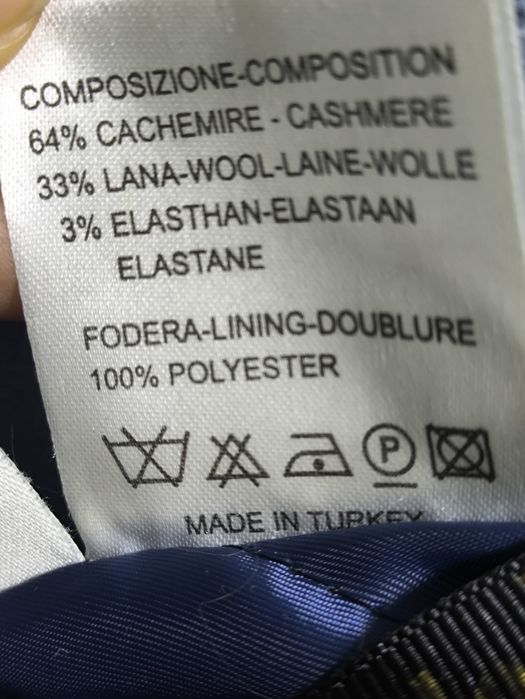 COMPOSIZIONE-COMPOSITION
64% CACHEMIRE - CASHMERE
33% LANA-WOOL-LAINE-WOLLE
3% ELASTHAN-ELASTAAN
ELASTANE
FODERA-LINING-DOUBLURE
100% POLYESTER
P
MADE IN TURKEY